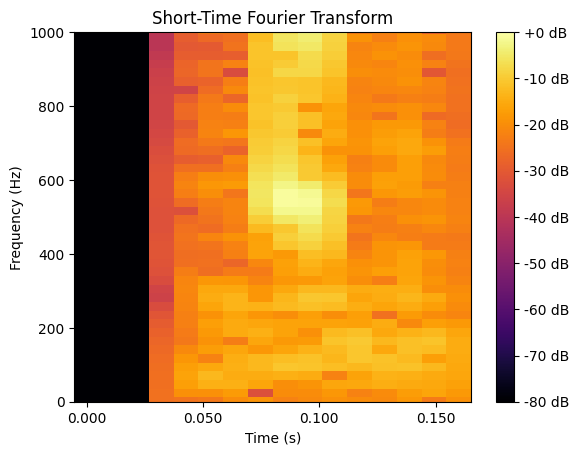 Short-Time Fourier Transform
1000
800
600
400
200
0
Frequency (Hz)
0.000
0.050
0.100
0.150
Time (s)
+0 dB
-10 dB
-20 dB
-30 dB
-40 dB
-50 dB
-60 dB
-70 dB
-80 dB